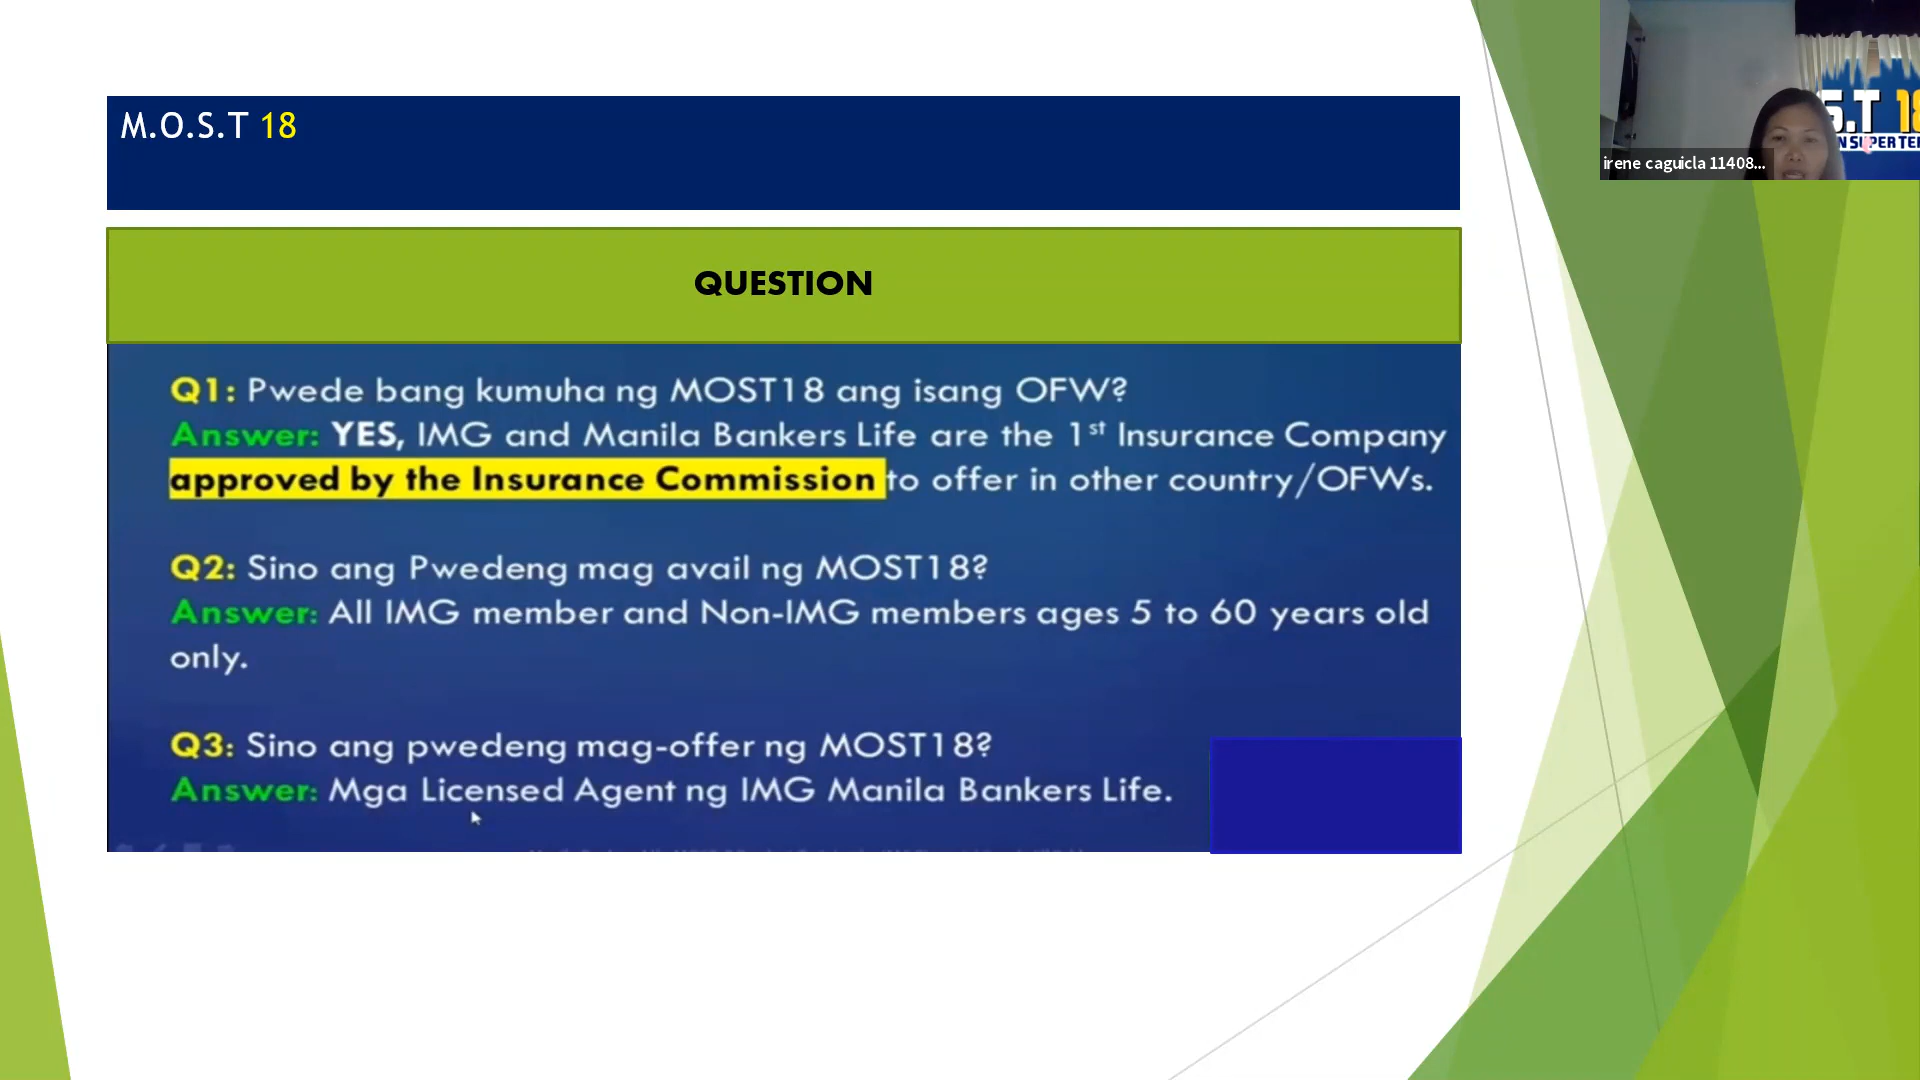 M.O.S.T 18
QUESTION
Q1: Pwede bang kumuha ng MOST18 ang isang OFW?
Answer: YES, IMG and Manila Bankers Life are the 1st Insurance Company
approved by the Insurance Commission to offer in other country/OFWs.
Q2: Sino ang Pwedeng mag avail ng MOST18?
Answer: All IMG member and Non-IMG members ages 5 to 60 years old
only.
Q3: Sino ang pwedeng mag-offer ng MOST18?
Answer: Mga Licensed Agent ng IMG Manila Bankers Life.
S.T 18
irene caguicla 11408...